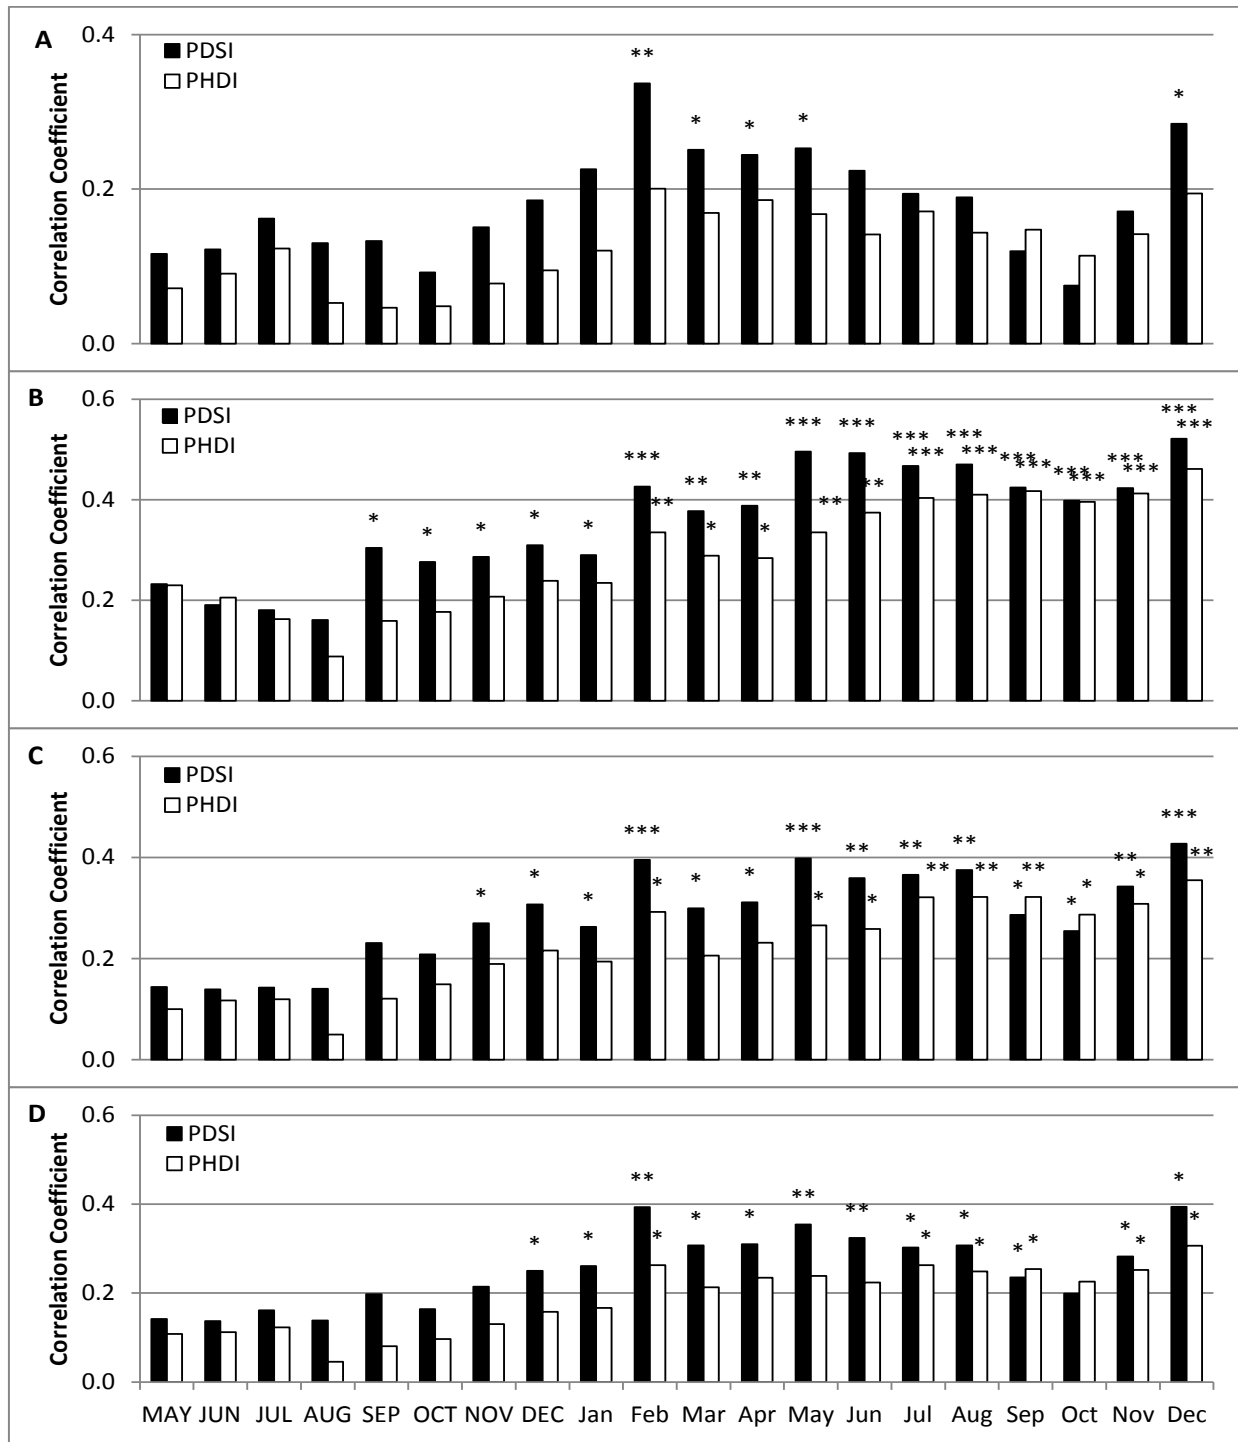 A
Correlation Coefficient
0.4
0.2
0.0
PDSI
PHDI
** * * * *
B
Correlation Coefficient
0.6
0.4
0.2
0.0
PDSI
PHDI
* * * * * *** ** ** * ** * *** ** *** ** *** *** *** *** *** *** *** *** *** *** *** ***
C
Correlation Coefficient
0.6
0.4
0.2
0.0
PDSI
PHDI
* * * *** * * * *** * ** * ** ** ** ** * ** * * ** * *** **
D
Correlation Coefficient
0.6
0.4
0.2
0.0
PDSI
PHDI
* * ** * * * ** ** * * * * * * * * * *
MAY JUN JUL AUG SEP OCT NOV DEC Jan Feb Mar Apr May Jun Jul Aug Sep Oct Nov Dec